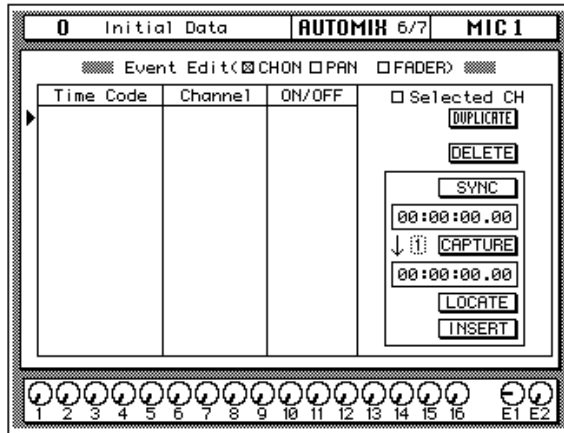 0 Initial Data AUTOMIX 6/7 MIC 1
Event Edit( CHON PAN FADER)
Time Code Channel ON/OFF Selected CH
DUPLICATE
DELETE
SYNC
00:00:00.00
1 CAPTURE
00:00:00.00
LOCATE
INSERT
1 2 3 4 5 6 7 8 9 10 11 12 13 14 15 16 E1 E2